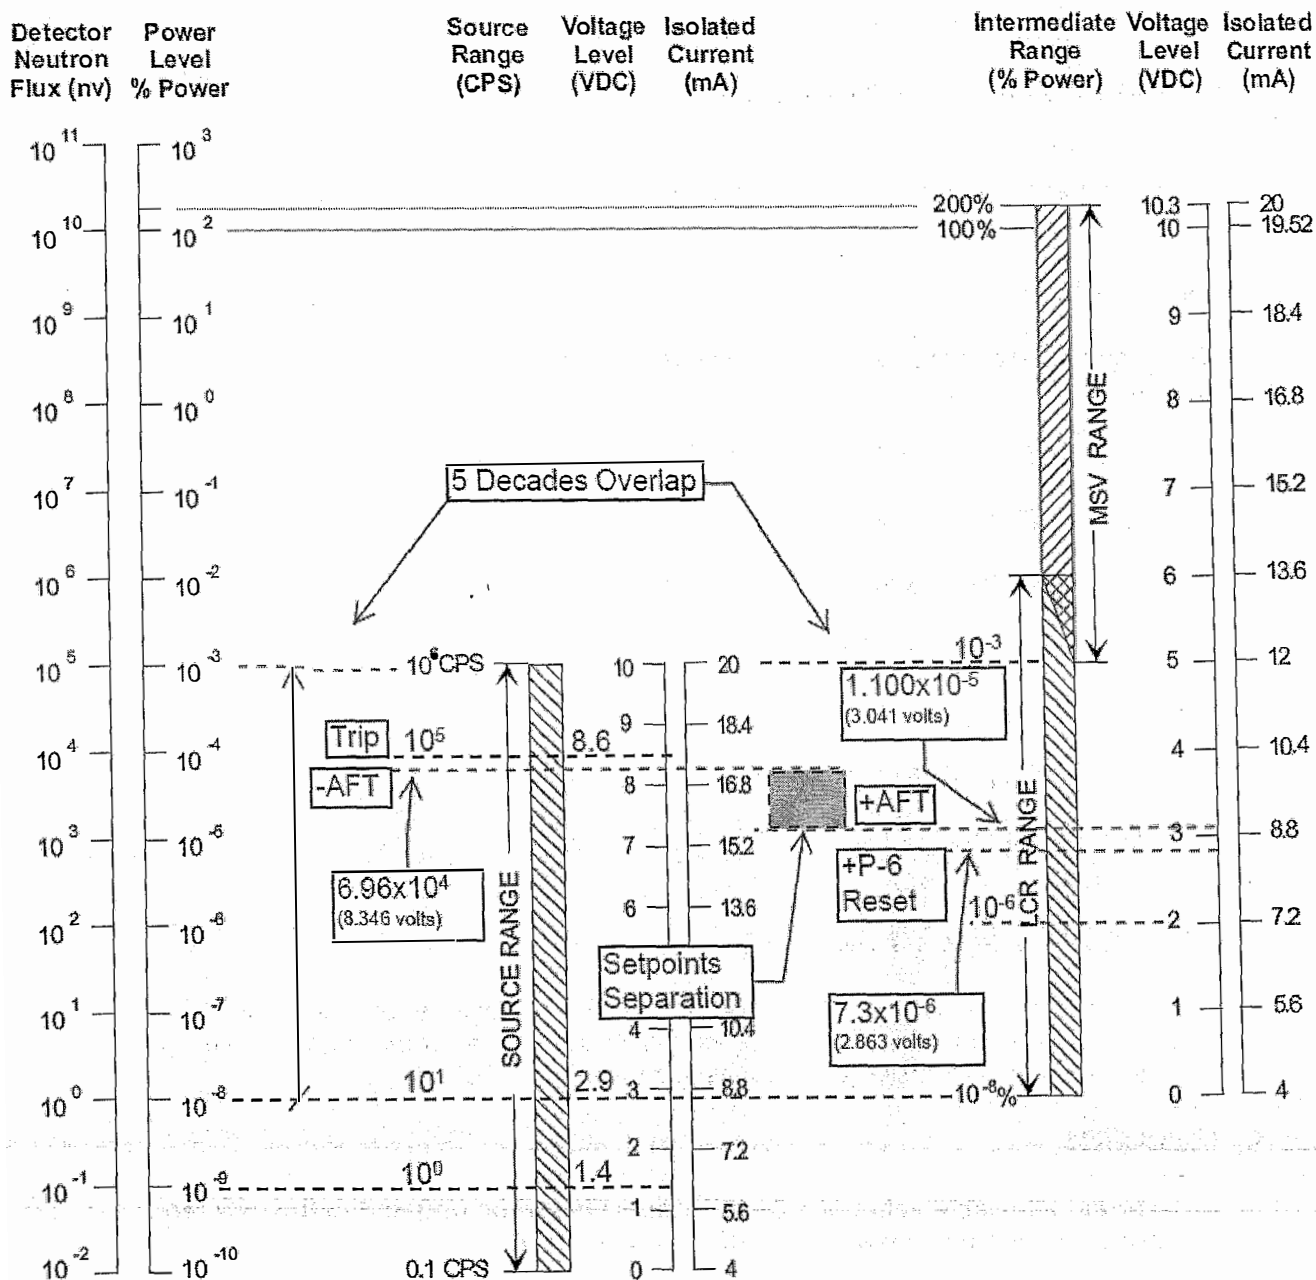 Detector
Neutron
Flux (nv)
Power
Level
% Power
Source
Range
(CPS)
Voltage
Level
(VDC)
Isolated
Current
(mA)
Intermediate
Range
(% Power)
Voltage
Level
(VDC)
Isolated
Current
(mA)
10¹¹
10¹⁰
10⁹
10⁸
10⁷
10⁶
10⁵
10⁴
10³
10²
10¹
10⁰
10⁻¹
10⁻²
10³
10²
10¹
10⁰
10⁻¹
10⁻²
10⁻³
10⁻⁴
10⁻⁶
10⁻⁶
10⁻⁷
10⁻⁸
10⁻⁹
10⁻¹⁰
5 Decades Overlap
10⁶ CPS
Trip
10⁵
8.6
-AFT
6.96x10⁴
(8.346 volts)
SOURCE RANGE
10¹
2.9
10⁰
1.4
0.1 CPS
10
9
8
7
6
4
3
2
1
0
20
18.4
16.8
15.2
13.6
10.4
8.8
7.2
5.6
4
Setpoints
Separation
200%
100%
MSV RANGE
10⁻³
1.100x10⁻⁵
(3.041 volts)
+AFT
+P-6
Reset
10⁻⁶
LCR RANGE
7.3x10⁻⁶
(2.863 volts)
10⁻⁸%
10.3
10
9
8
7
6
5
4
3
2
1
0
20
19.52
18.4
16.8
15.2
13.6
12
10.4
8.8
7.2
5.6
4